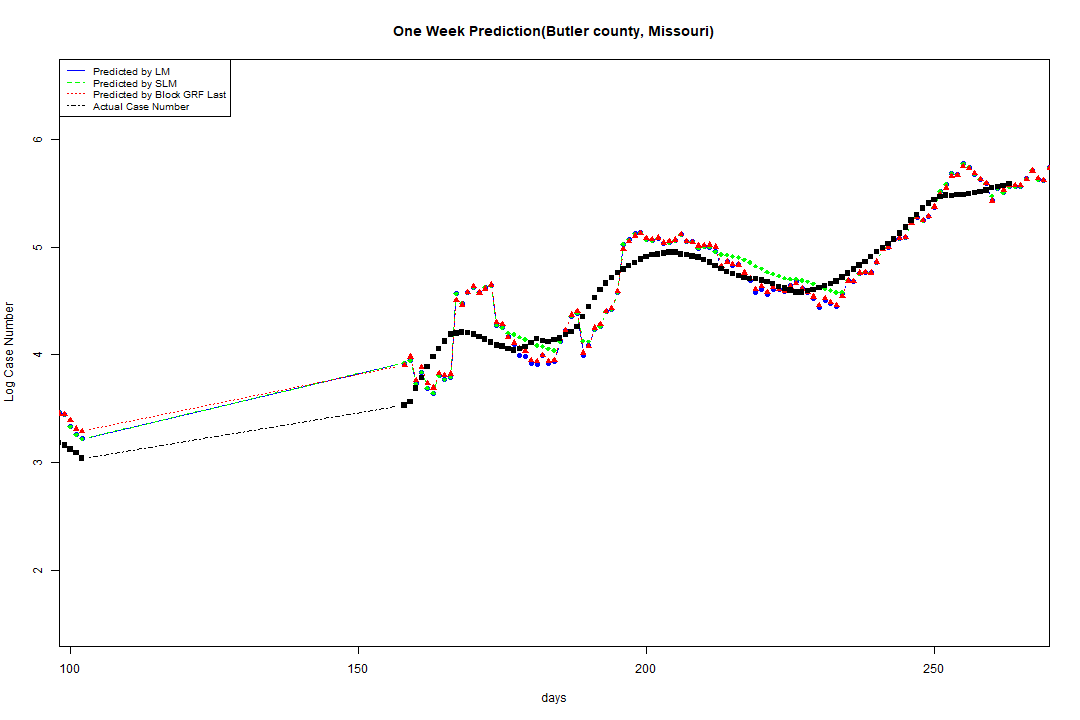 One Week Prediction(Butler county, Missouri)
Predicted by LM
Predicted by SLM
Predicted by Block GRF Last
Actual Case Number
6
5
4
3
2
Log Case Number
100 150 200 250
days